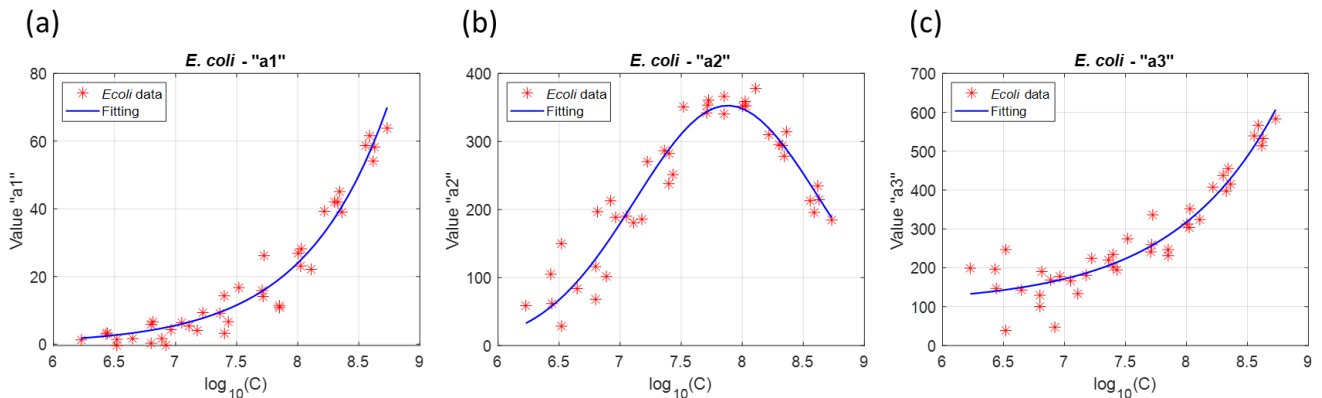 (a)
E. coli - "a1"
Ecoli data
Fitting
Value "a1"
80
60
40
20
0
6 6.5 7 7.5 8 8.5 9
log10(C)
(b)
E. coli - "a2"
Ecoli data
Fitting
Value "a2"
400
300
200
100
0
6 6.5 7 7.5 8 8.5 9
log10(C)
(c)
E. coli - "a3"
Ecoli data
Fitting
Value "a3"
700
600
500
400
300
200
100
0
6 6.5 7 7.5 8 8.5 9
log10(C)